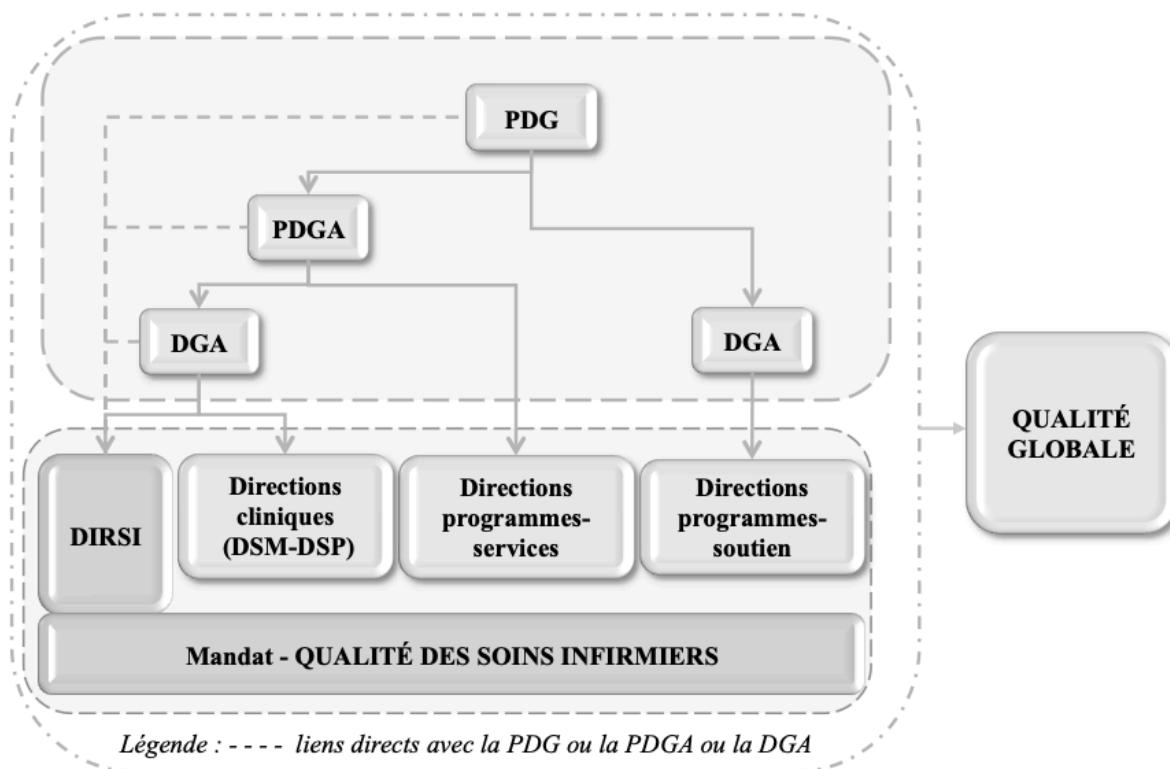 PDG
PDGA
DGA
DGA
DIRSI
Directions
cliniques
(DSM-DSP)
Directions
programmes-
services
Directions
programmes-
soutien
Mandat - QUALITÉ DES SOINS INFIRMIERS
QUALITÉ
GLOBALE
Légende : - - - - liens directs avec la PDG ou la PDGA ou la DGA